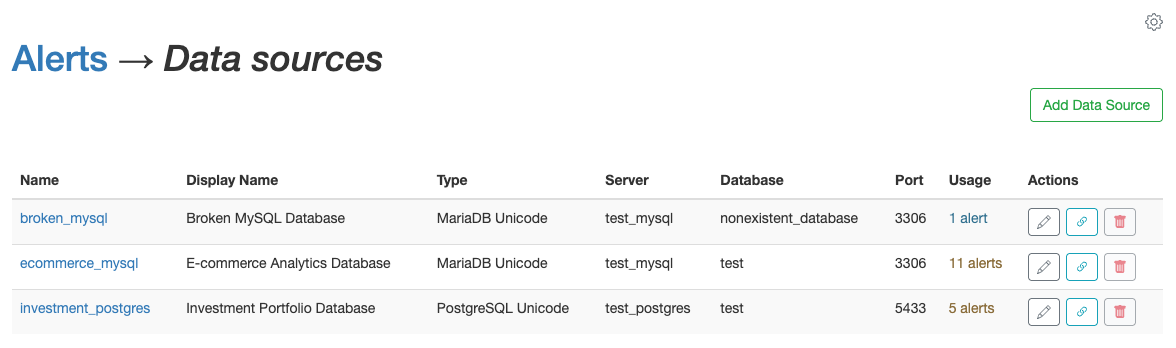 Alerts → Data sources
Add Data Source
Name Display Name Type Server Database Port Usage Actions
broken_mysql Broken MySQL Database MariaDB Unicode test_mysql nonexistent_database 3306 1 alert
ecommerce_mysql E-commerce Analytics Database MariaDB Unicode test_mysql test 3306 11 alerts
investment_postgres Investment Portfolio Database PostgreSQL Unicode test_postgres test 5433 5 alerts